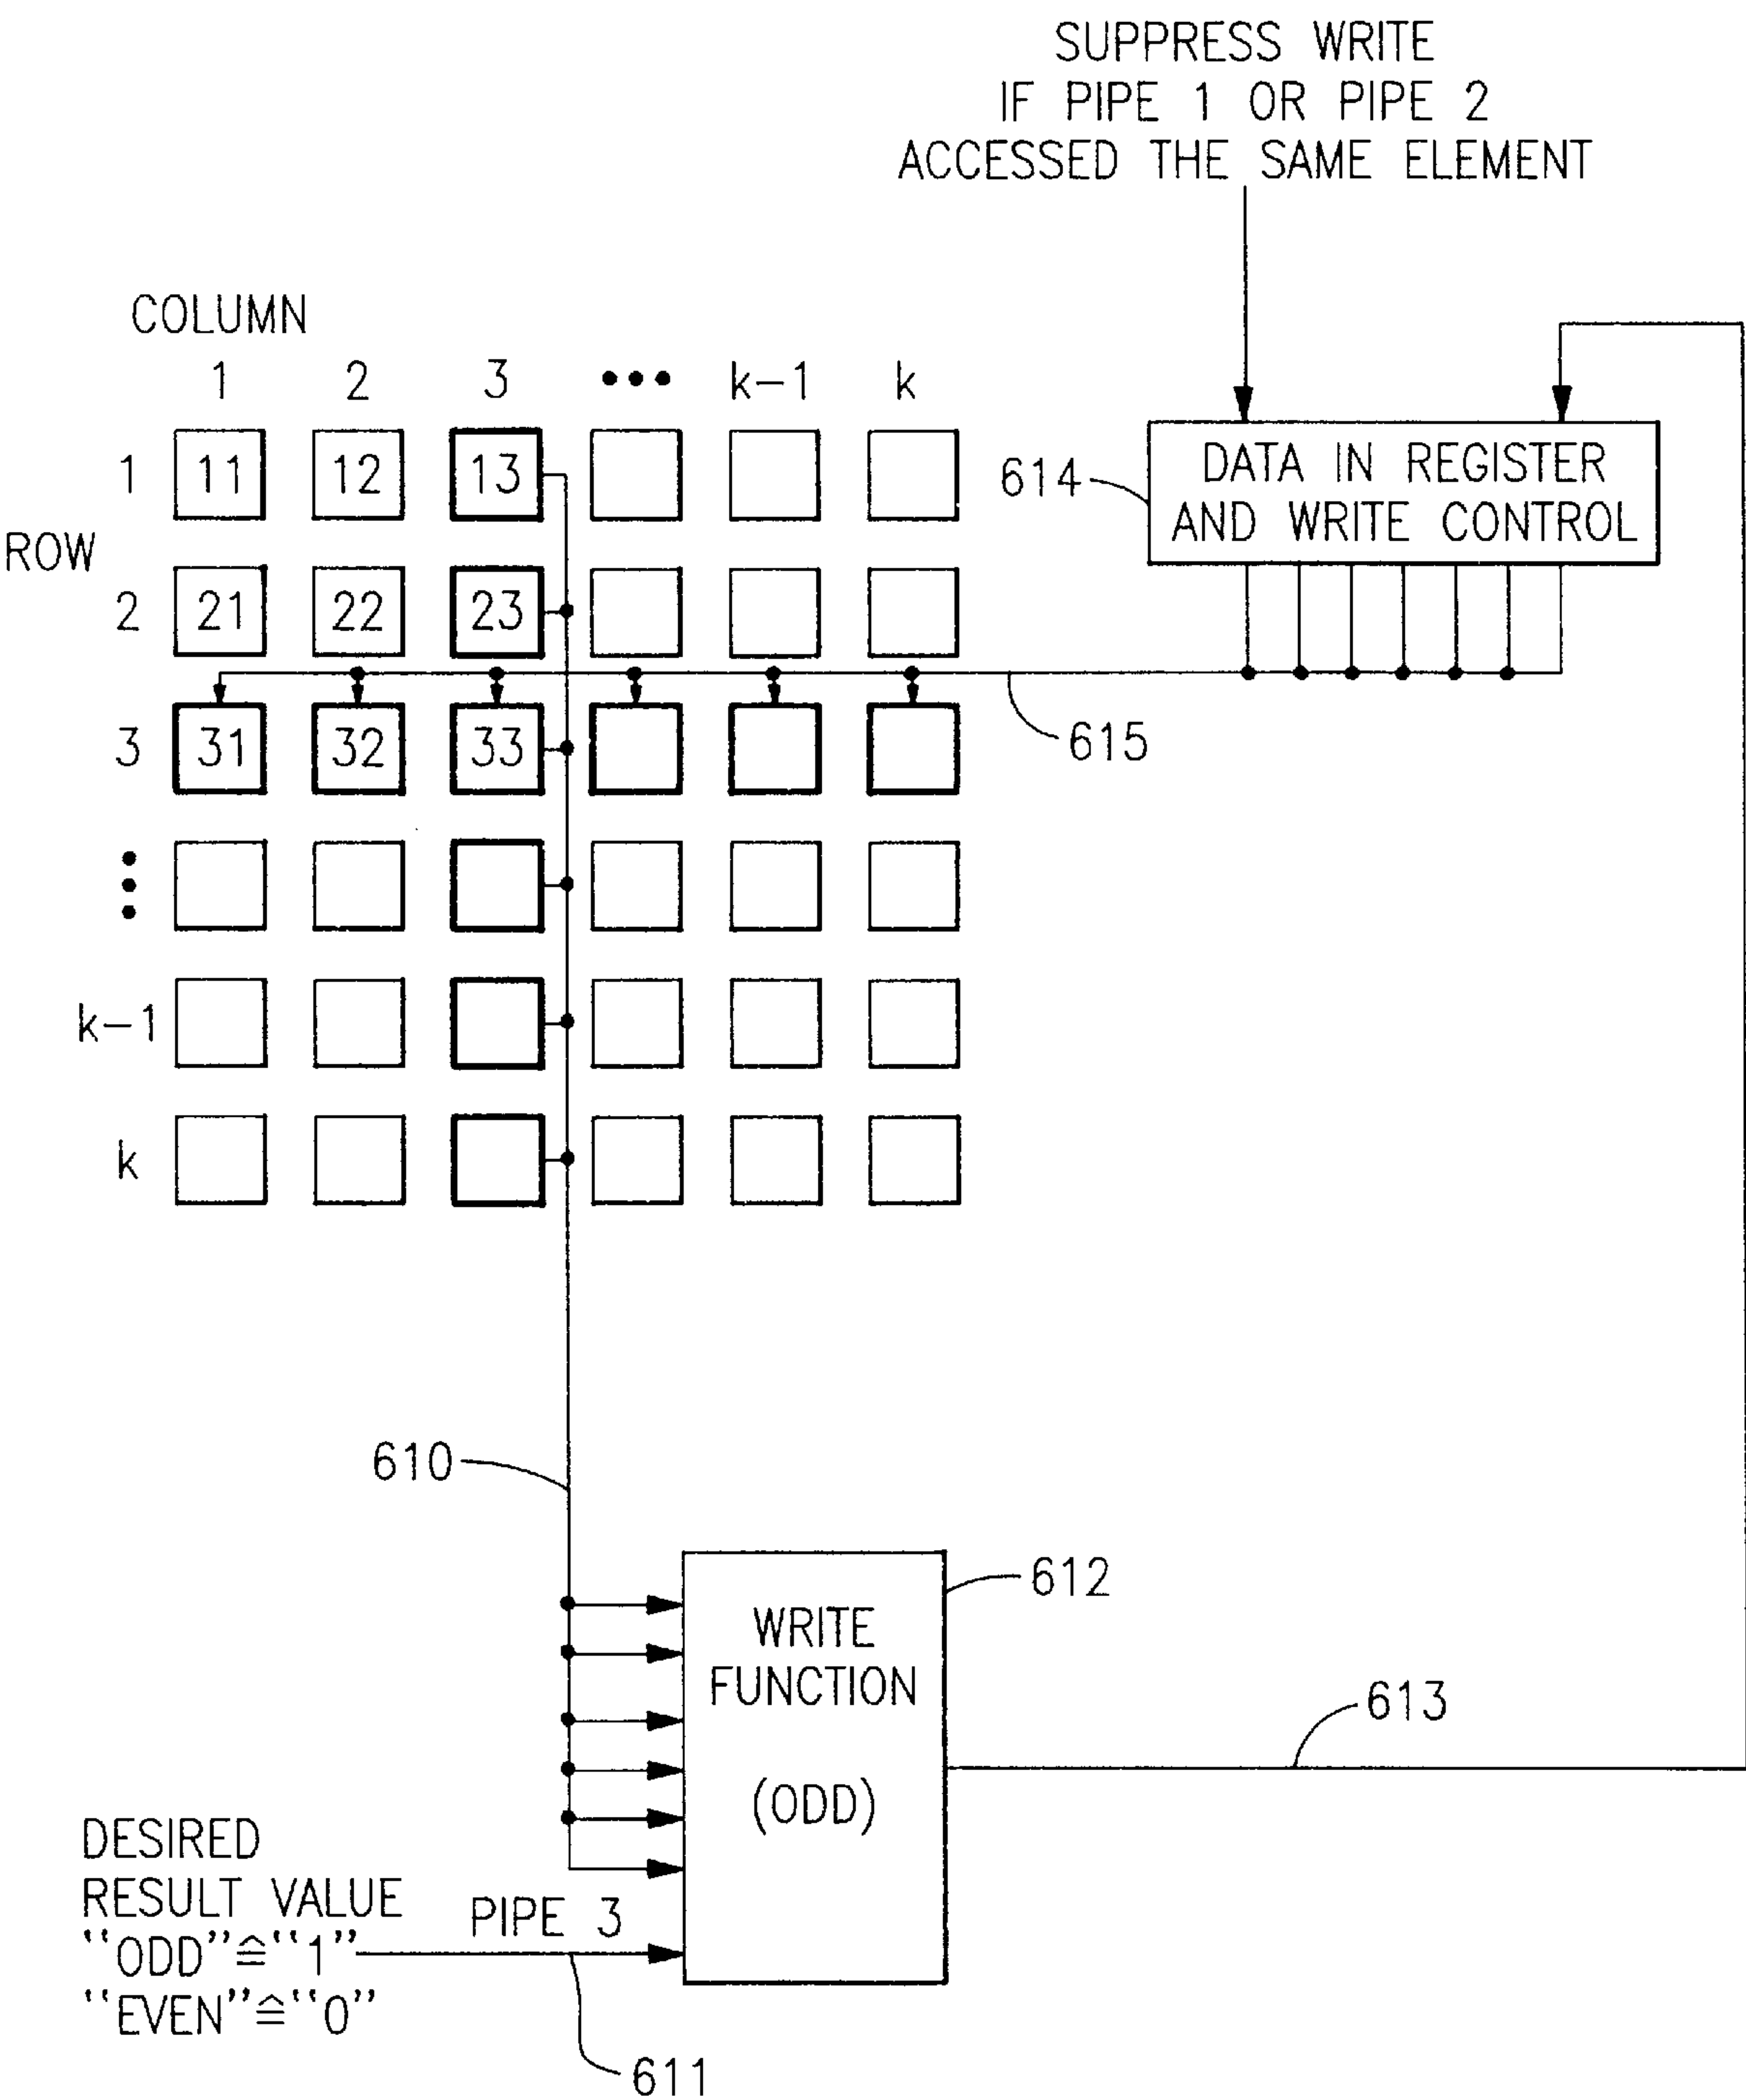 SUPPRESS WRITE
IF PIPE 1 OR PIPE 2
ACCESSED THE SAME ELEMENT
COLUMN
1 2 3 ••• k-1 k
1 11 12 13
614
DATA IN REGISTER
AND WRITE CONTROL
ROW
2 21 22 23
3 31 32 33
615
k-1
k
610
612
WRITE
FUNCTION
(ODD)
613
DESIRED
RESULT VALUE
"ODD"≙"1"
"EVEN"≙"0"
PIPE 3
611